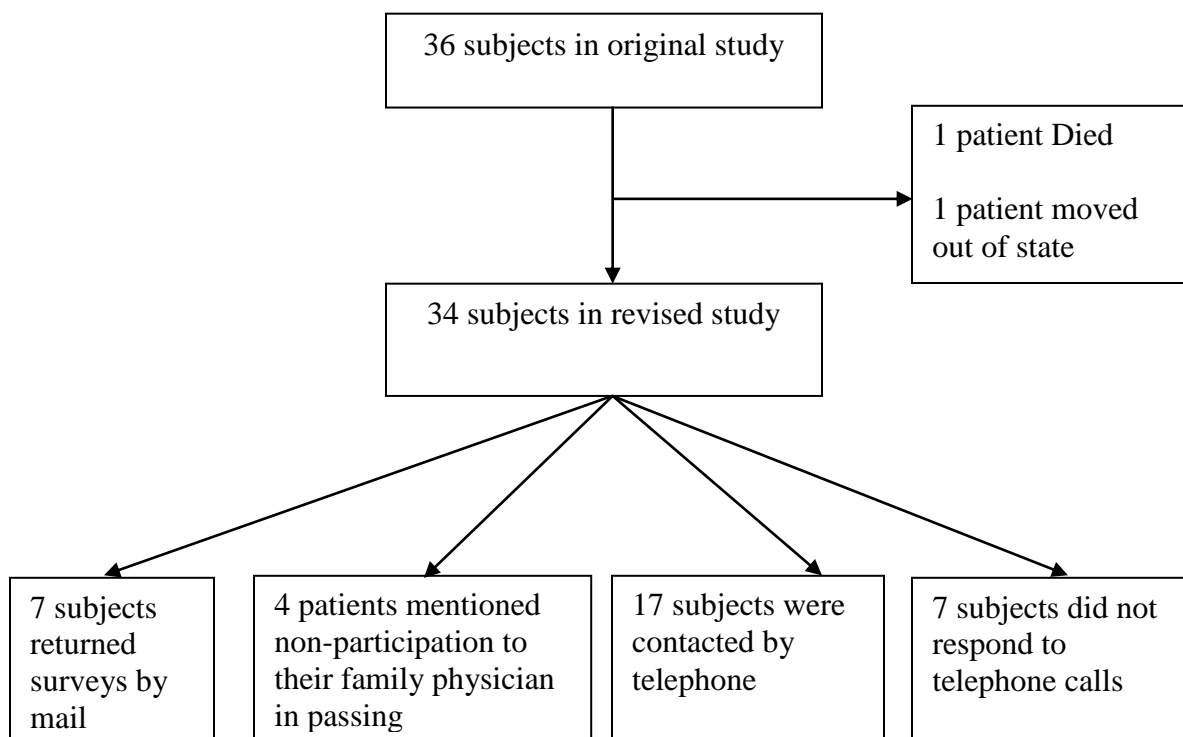 36 subjects in original study
1 patient Died
1 patient moved
out of state
34 subjects in revised study
7 subjects
returned
surveys by
mail
4 patients mentioned
non-participation to
their family physician
in passing
17 subjects were
contacted by
telephone
7 subjects did not
respond to
telephone calls